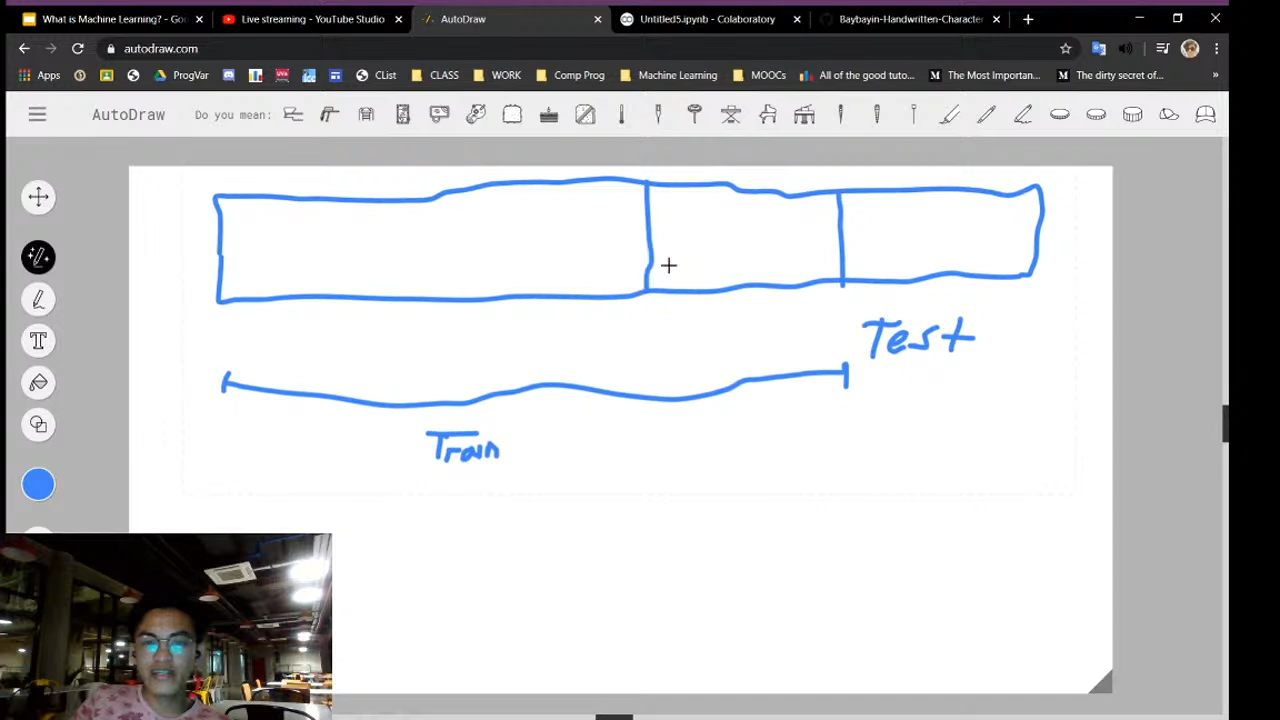 What is Machine Learning? - Goo
Live streaming - YouTube Studio
AutoDraw
Untitled5.ipynb - Colaboratory
Baybayin-Handwritten-Character
autodraw.com
Apps
ProgVar
CList
CLASS
WORK
Comp Prog
Machine Learning
MOOCs
All of the good tuto...
The Most Importan...
The dirty secret of...
AutoDraw
Do you mean:
Test
Train